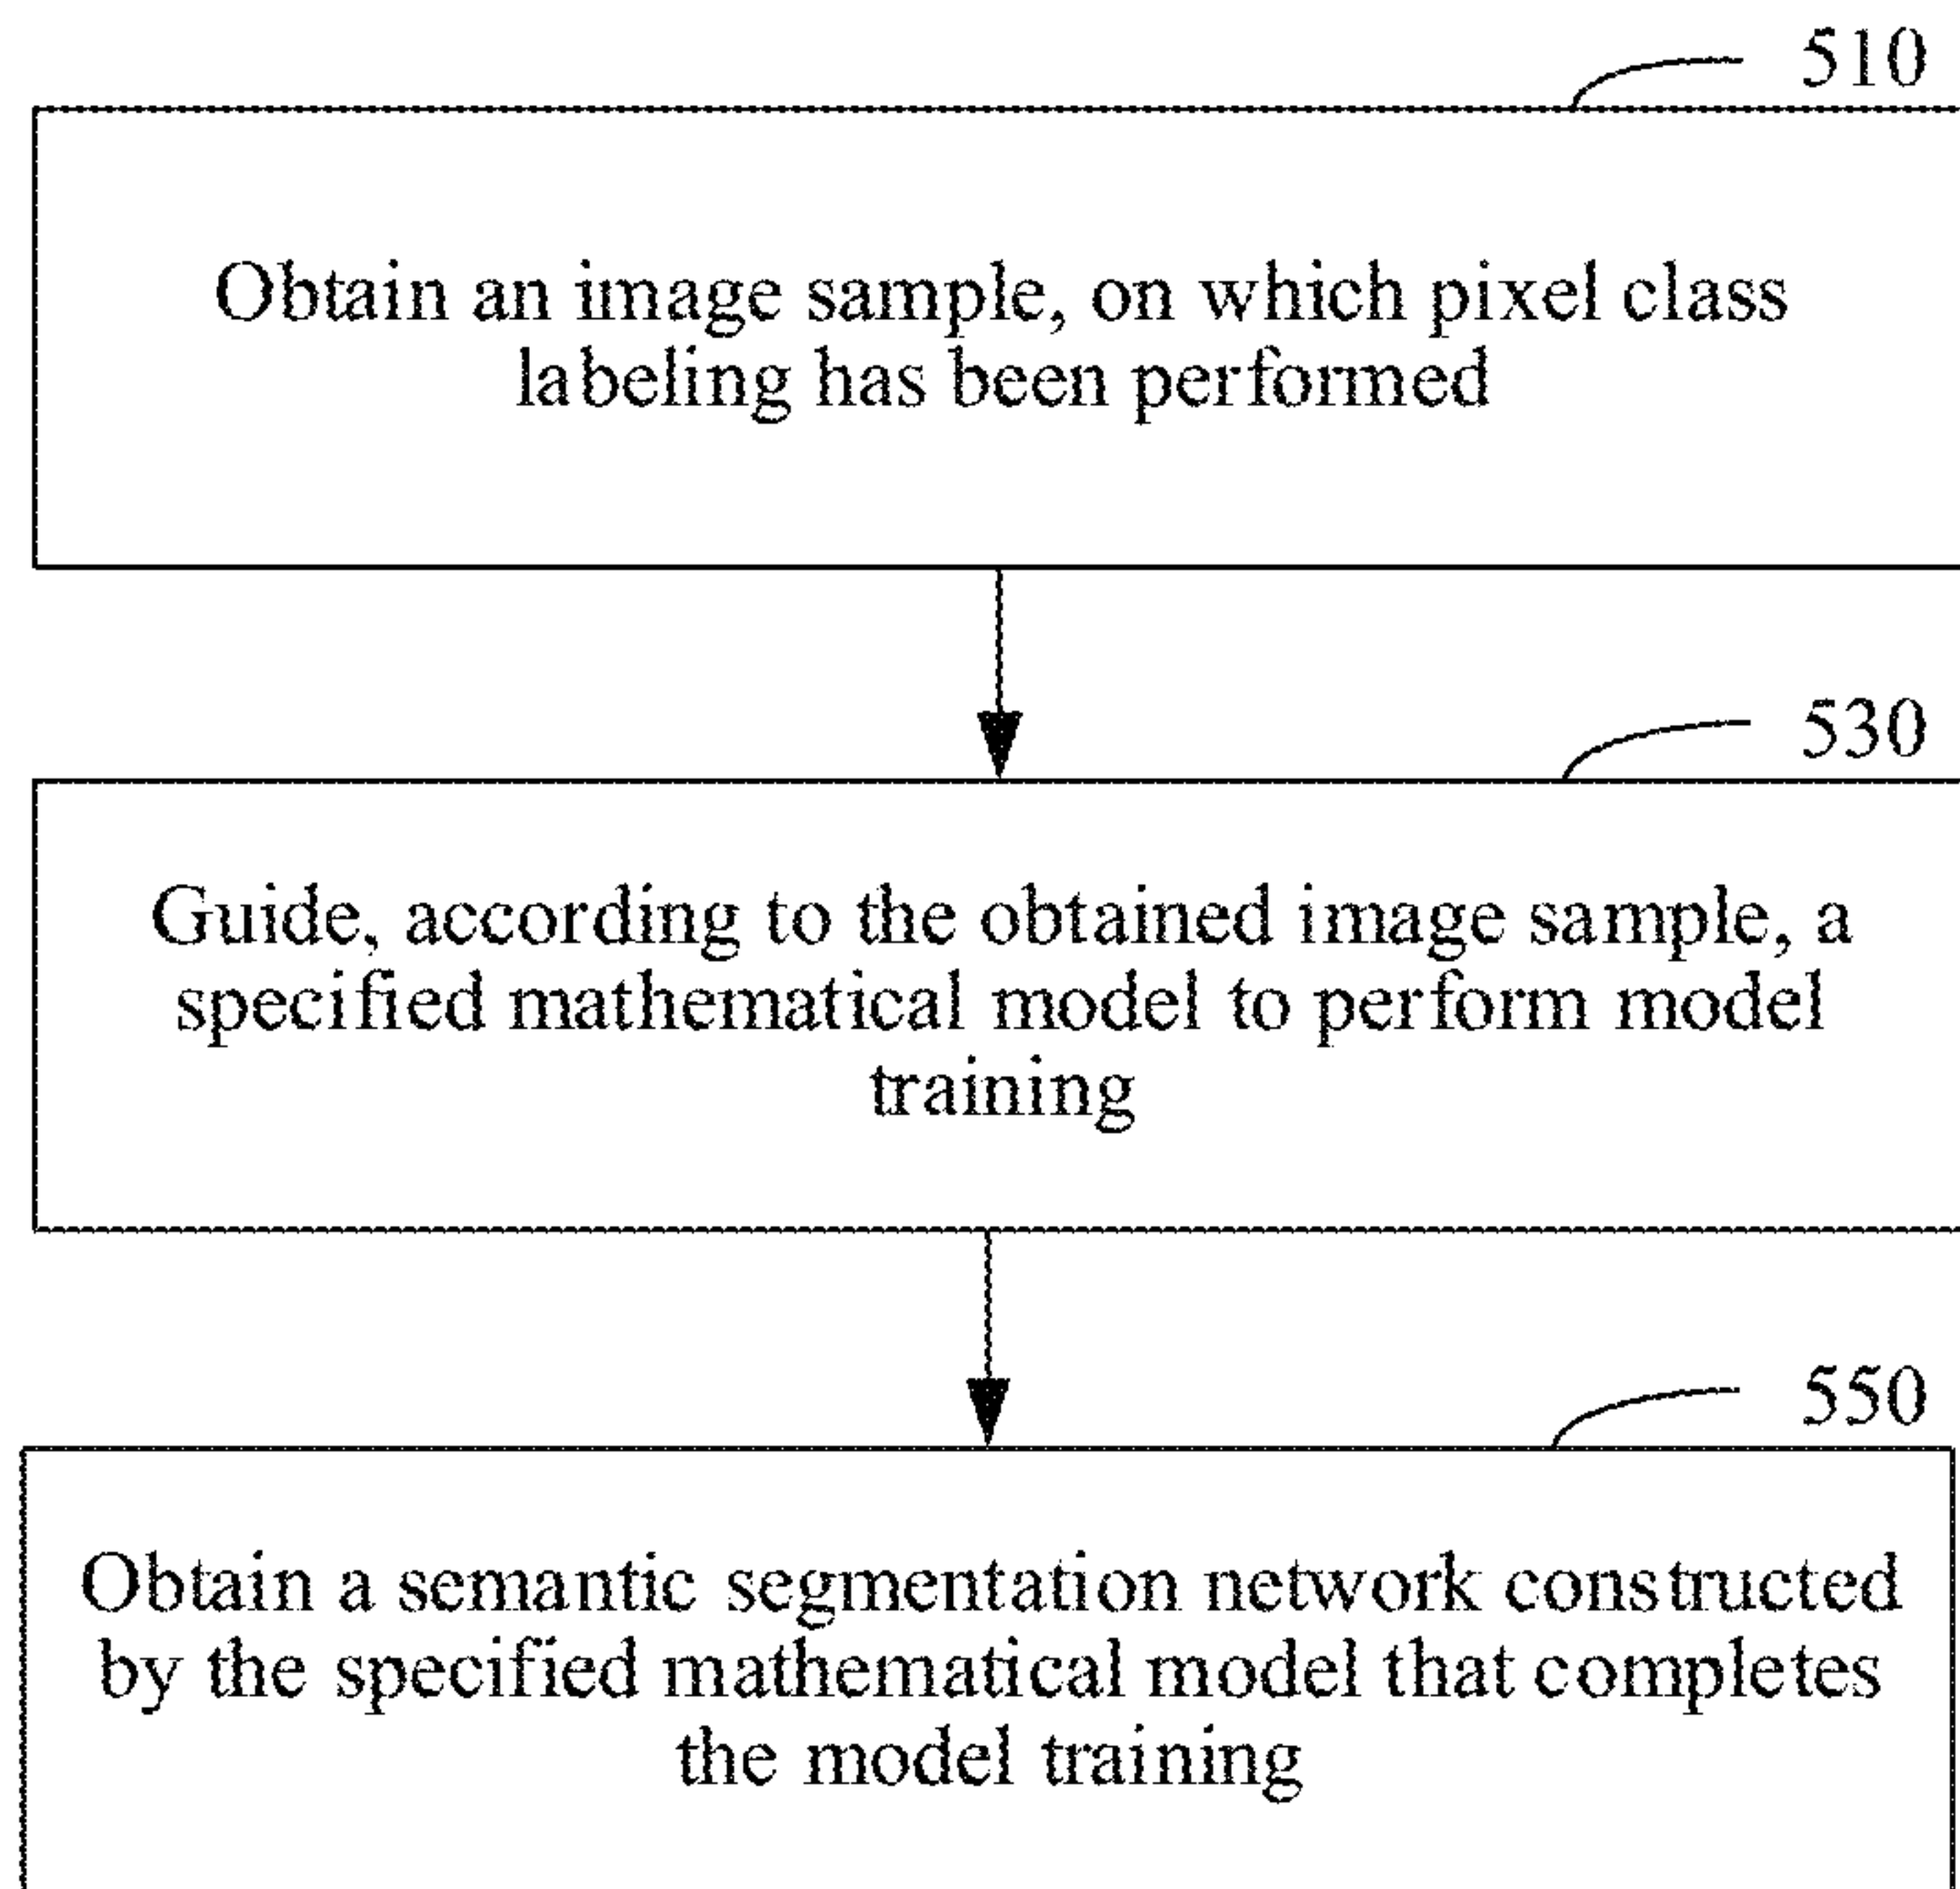 510
Obtain an image sample, on which pixel class
labeling has been performed
530
Guide, according to the obtained image sample, a
specified mathematical model to perform model
training
550
Obtain a semantic segmentation network constructed
by the specified mathematical model that completes
the model training